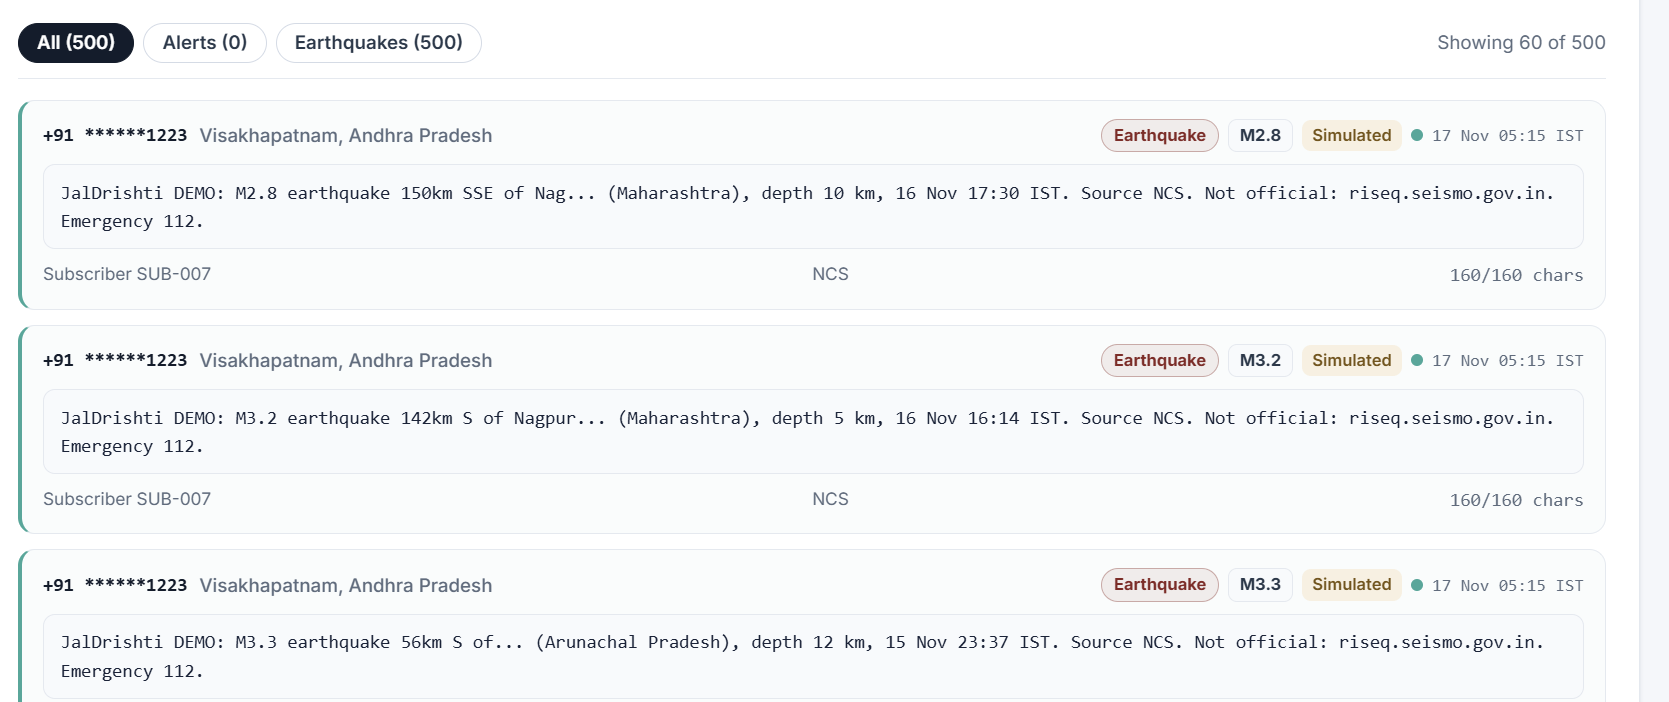 All (500) Alerts (0) Earthquakes (500) Showing 60 of 500
+91 ******1223 Visakhapatnam, Andhra Pradesh Earthquake M2.8 Simulated 17 Nov 05:15 IST
JalDrishti DEMO: M2.8 earthquake 150km SSE of Nag... (Maharashtra), depth 10 km, 16 Nov 17:30 IST. Source NCS. Not official: riseq.seismo.gov.in.
Emergency 112.
Subscriber SUB-007 NCS 160/160 chars
+91 ******1223 Visakhapatnam, Andhra Pradesh Earthquake M3.2 Simulated 17 Nov 05:15 IST
JalDrishti DEMO: M3.2 earthquake 142km S of Nagpur... (Maharashtra), depth 5 km, 16 Nov 16:14 IST. Source NCS. Not official: riseq.seismo.gov.in.
Emergency 112.
Subscriber SUB-007 NCS 160/160 chars
+91 ******1223 Visakhapatnam, Andhra Pradesh Earthquake M3.3 Simulated 17 Nov 05:15 IST
JalDrishti DEMO: M3.3 earthquake 56km S of... (Arunachal Pradesh), depth 12 km, 15 Nov 23:37 IST. Source NCS. Not official: riseq.seismo.gov.in.
Emergency 112.